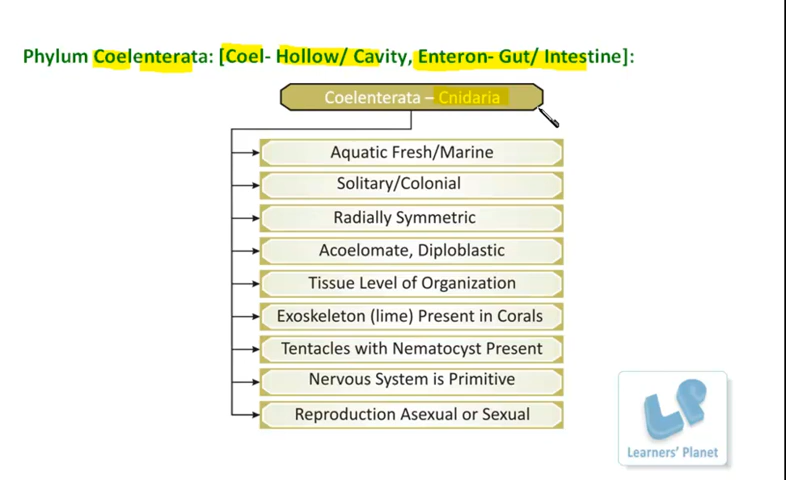 Phylum Coelenterata: [Coel- Hollow/ Cavity, Enteron- Gut/ Intestine]:
Coelenterata – Cnidaria
Aquatic Fresh/Marine
Solitary/Colonial
Radially Symmetric
Acoelomate, Diploblastic
Tissue Level of Organization
Exoskeleton (lime) Present in Corals
Tentacles with Nematocyst Present
Nervous System is Primitive
Reproduction Asexual or Sexual
LP
Learners' Planet